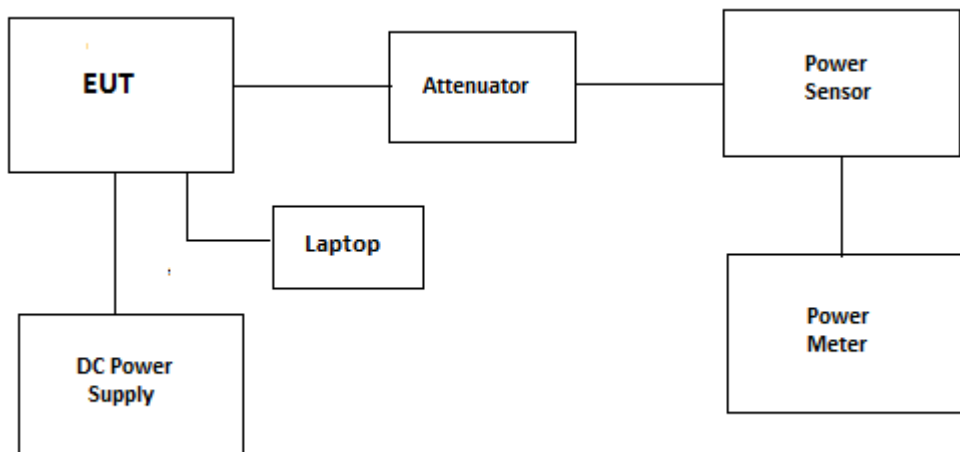 EUT
Attenuator
Power
Sensor
Laptop
Power
Meter
DC Power
Supply